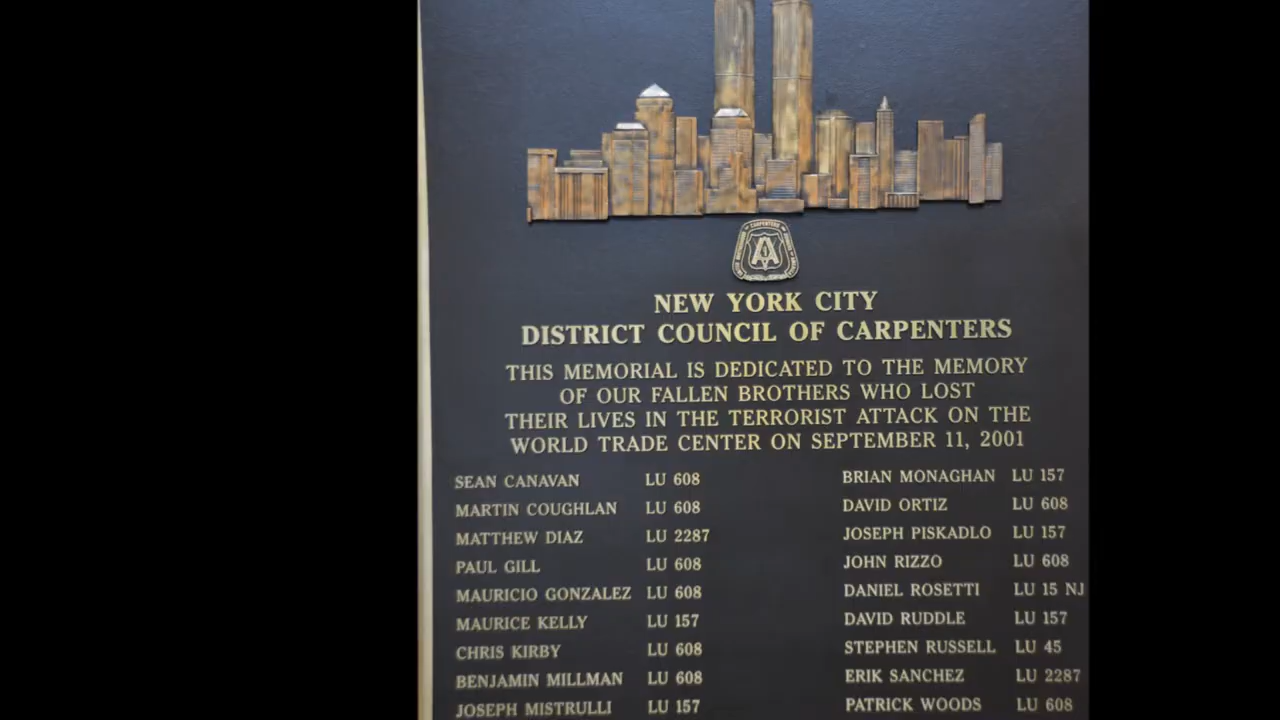 NEW YORK CITY
DISTRICT COUNCIL OF CARPENTERS
THIS MEMORIAL IS DEDICATED TO THE MEMORY
OF OUR FALLEN BROTHERS WHO LOST
THEIR LIVES IN THE TERRORIST ATTACK ON THE
WORLD TRADE CENTER ON SEPTEMBER 11, 2001
SEAN CANAVAN LU 608
MARTIN COUGHLAN LU 608
MATTHEW DIAZ LU 2287
PAUL GILL LU 608
MAURICIO GONZALEZ LU 608
MAURICE KELLY LU 157
CHRIS KIRBY LU 608
BENJAMIN MILLMAN LU 608
JOSEPH MISTRULLI LU 157
BRIAN MONAGHAN LU 157
DAVID ORTIZ LU 608
JOSEPH PISKADLO LU 157
JOHN RIZZO LU 608
DANIEL ROSETTI LU 15 NJ
DAVID RUDDLE LU 157
STEPHEN RUSSELL LU 45
ERIK SANCHEZ LU 2287
PATRICK WOODS LU 608